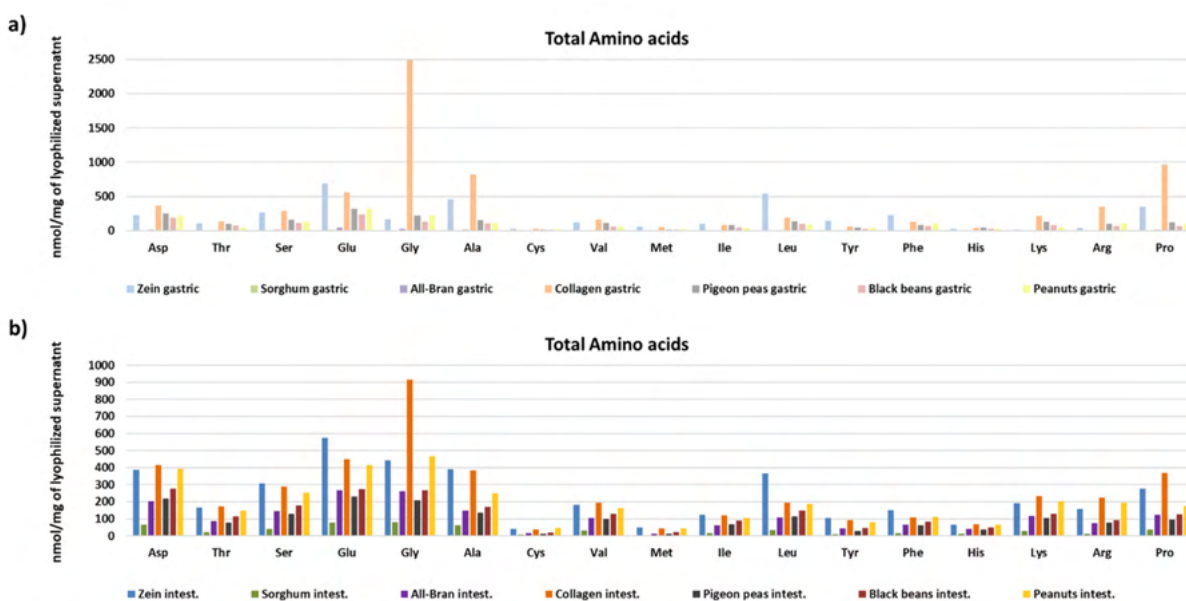 a)
Total Amino acids
nmol/mg of lyophilized supernatnt
2500
2000
1500
1000
500
0
Asp Thr Ser Glu Gly Ala Cys Val Met Ile Leu Tyr Phe His Lys Arg Pro
Zein gastric Sorghum gastric All-Bran gastric Collagen gastric Pigeon peas gastric Black beans gastric Peanuts gastric
b)
Total Amino acids
nmol/mg of lyophilized supernatnt
1000
900
800
700
600
500
400
300
200
100
0
Asp Thr Ser Glu Gly Ala Cys Val Met Ile Leu Tyr Phe His Lys Arg Pro
Zein intest. Sorghum intest. All-Bran intest. Collagen intest. Pigeon peas intest. Black beans intest. Peanuts intest.